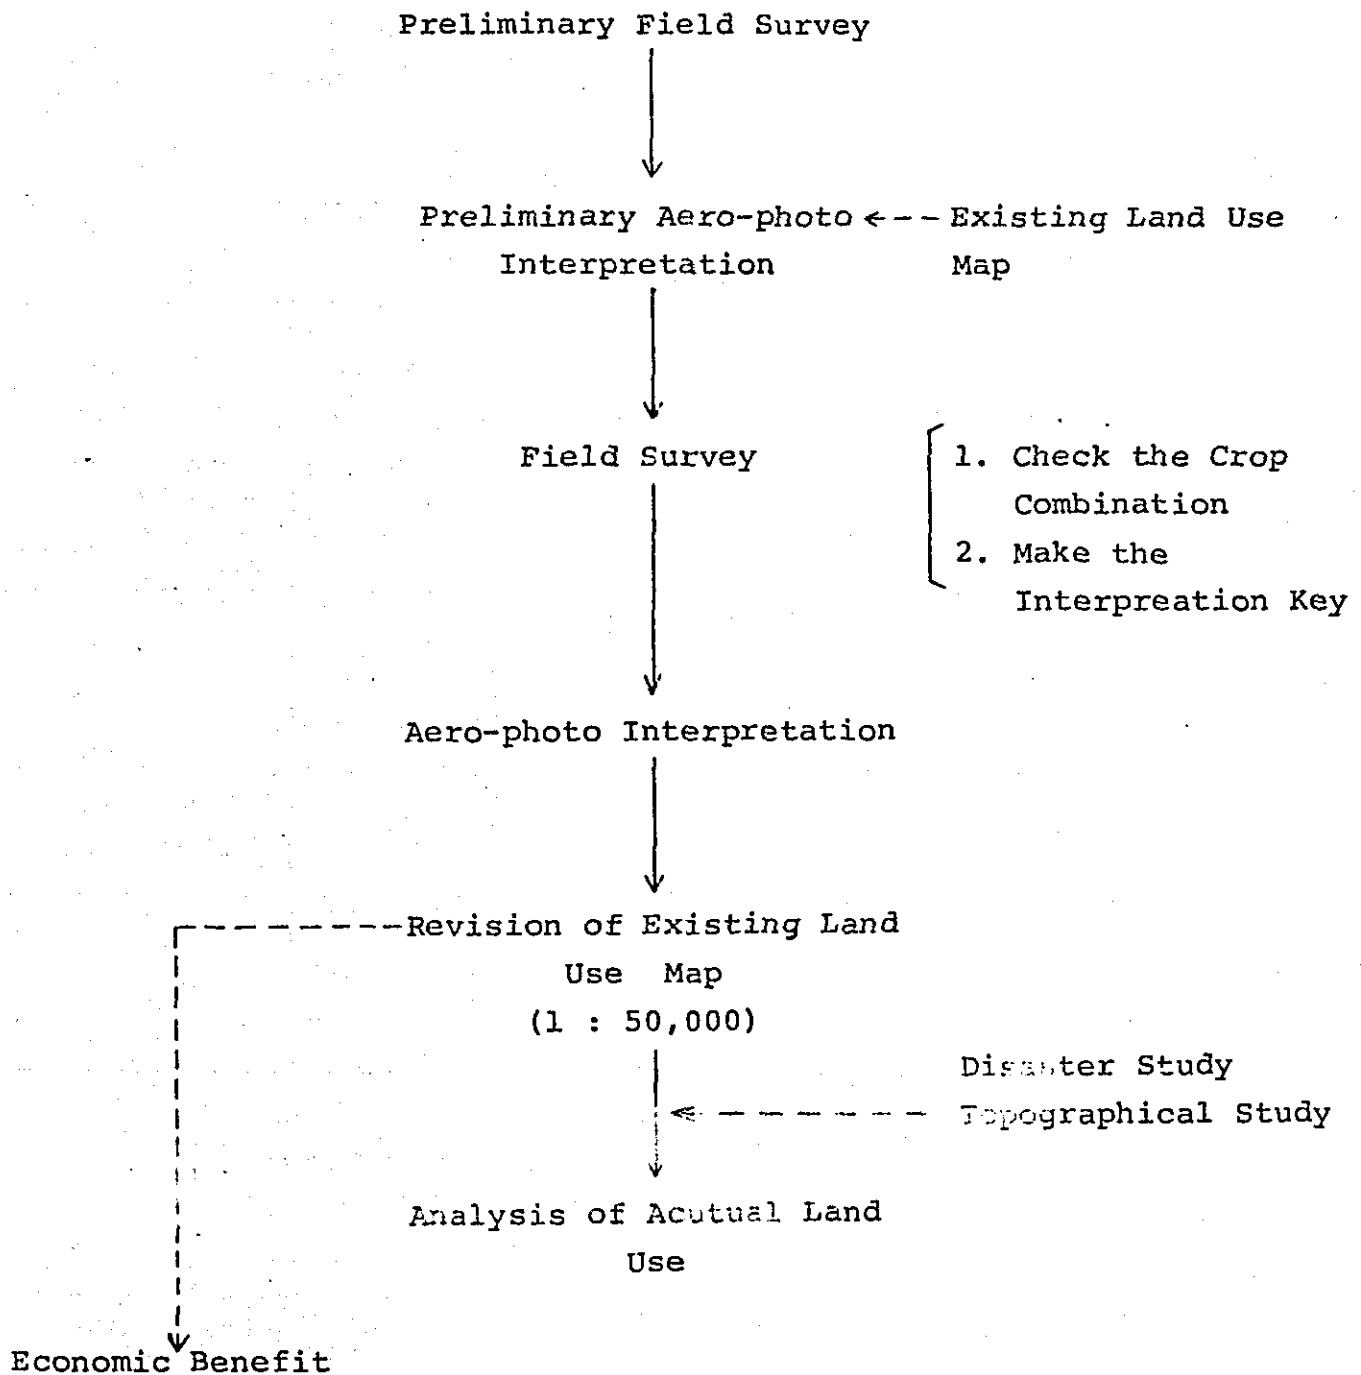 Preliminary Field Survey
Preliminary Aero-photo
Interpretation
Existing Land Use
Map
Field Survey
1. Check the Crop
Combination
2. Make the
Interpreation Key
Aero-photo Interpretation
Revision of Existing Land
Use Map
(1 : 50,000)
Disaster Study
Topographical Study
Analysis of Acutual Land
Use
Economic Benefit